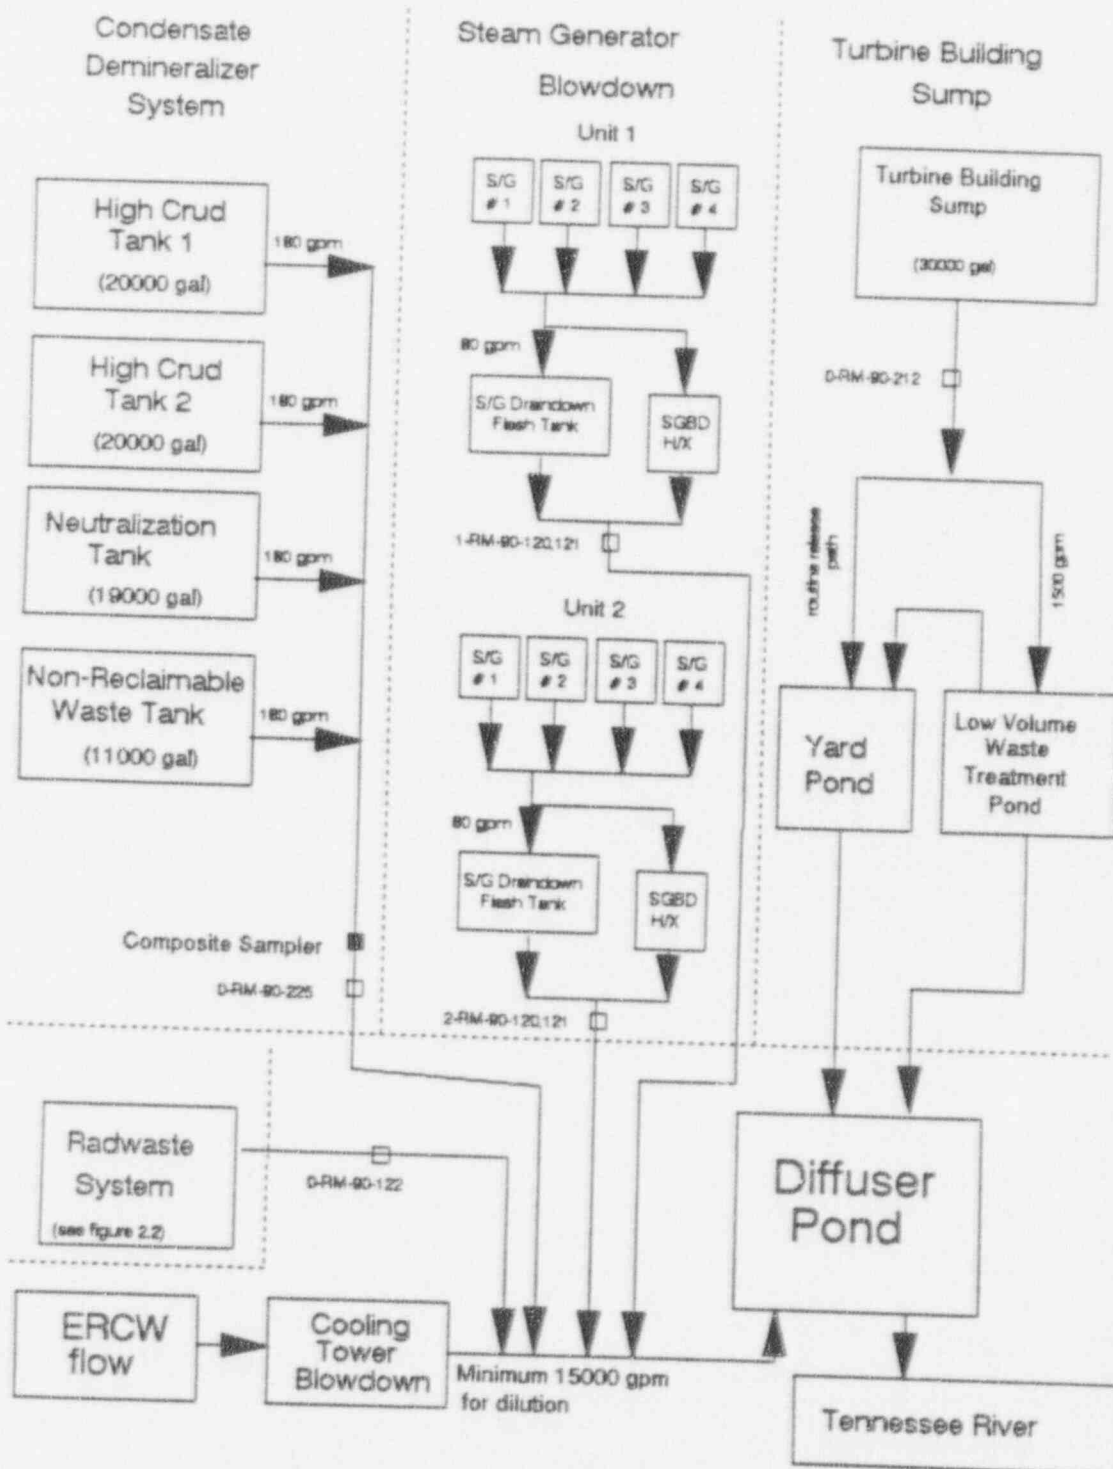 Condensate
Demineralizer
System
High Crud
Tank 1
(20000 gal)
180 gpm
High Crud
Tank 2
(20000 gal)
180 gpm
Neutralization
Tank
(19000 gal)
180 gpm
Non-Reclaimable
Waste Tank
(11000 gal)
180 gpm
Composite Sampler
0-RM-90-225
Steam Generator
Blowdown
Unit 1
S/G
# 1
S/G
# 2
S/G
# 3
S/G
# 4
80 gpm
S/G Draindown
Flash Tank
SGBD
H/X
1-RM-90-120,121
Unit 2
S/G
# 1
S/G
# 2
S/G
# 3
S/G
# 4
80 gpm
S/G Draindown
Flash Tank
SGBD
H/X
2-RM-90-120,121
Turbine Building
Sump
Turbine Building
Sump
(30000 gal)
0-RM-90-212
routine release
path
1500 gpm
Yard
Pond
Low Volume
Waste
Treatment
Pond
Radwaste
System
(see figure 2.2)
0-RM-90-122
Diffuser
Pond
ERCW
flow
Cooling
Tower
Blowdown
Minimum 15000 gpm
for dilution
Tennessee River